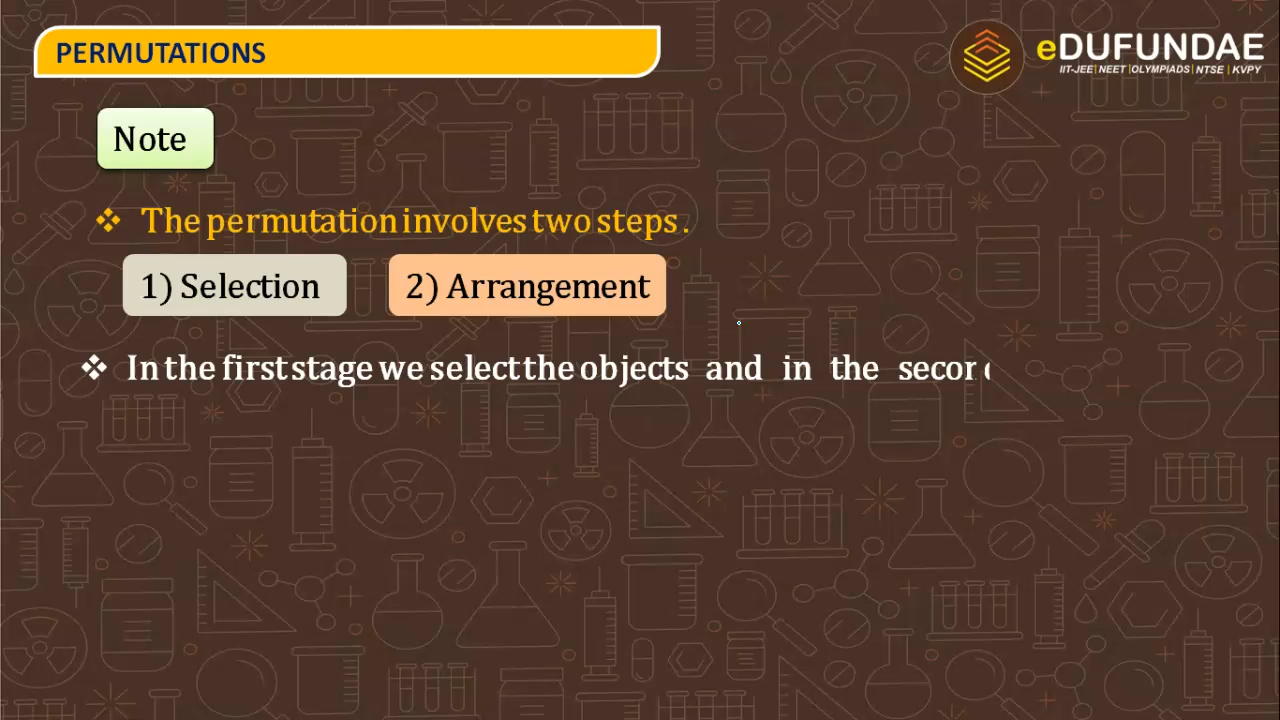 PERMUTATIONS
eDUFUNDAE
IIT-JEE| NEET |OLYMPIADS| NTSE | KVPY
Note
❖ The permutation involves two steps.
1) Selection 2) Arrangement
❖ In the first stage we select the objects and in the